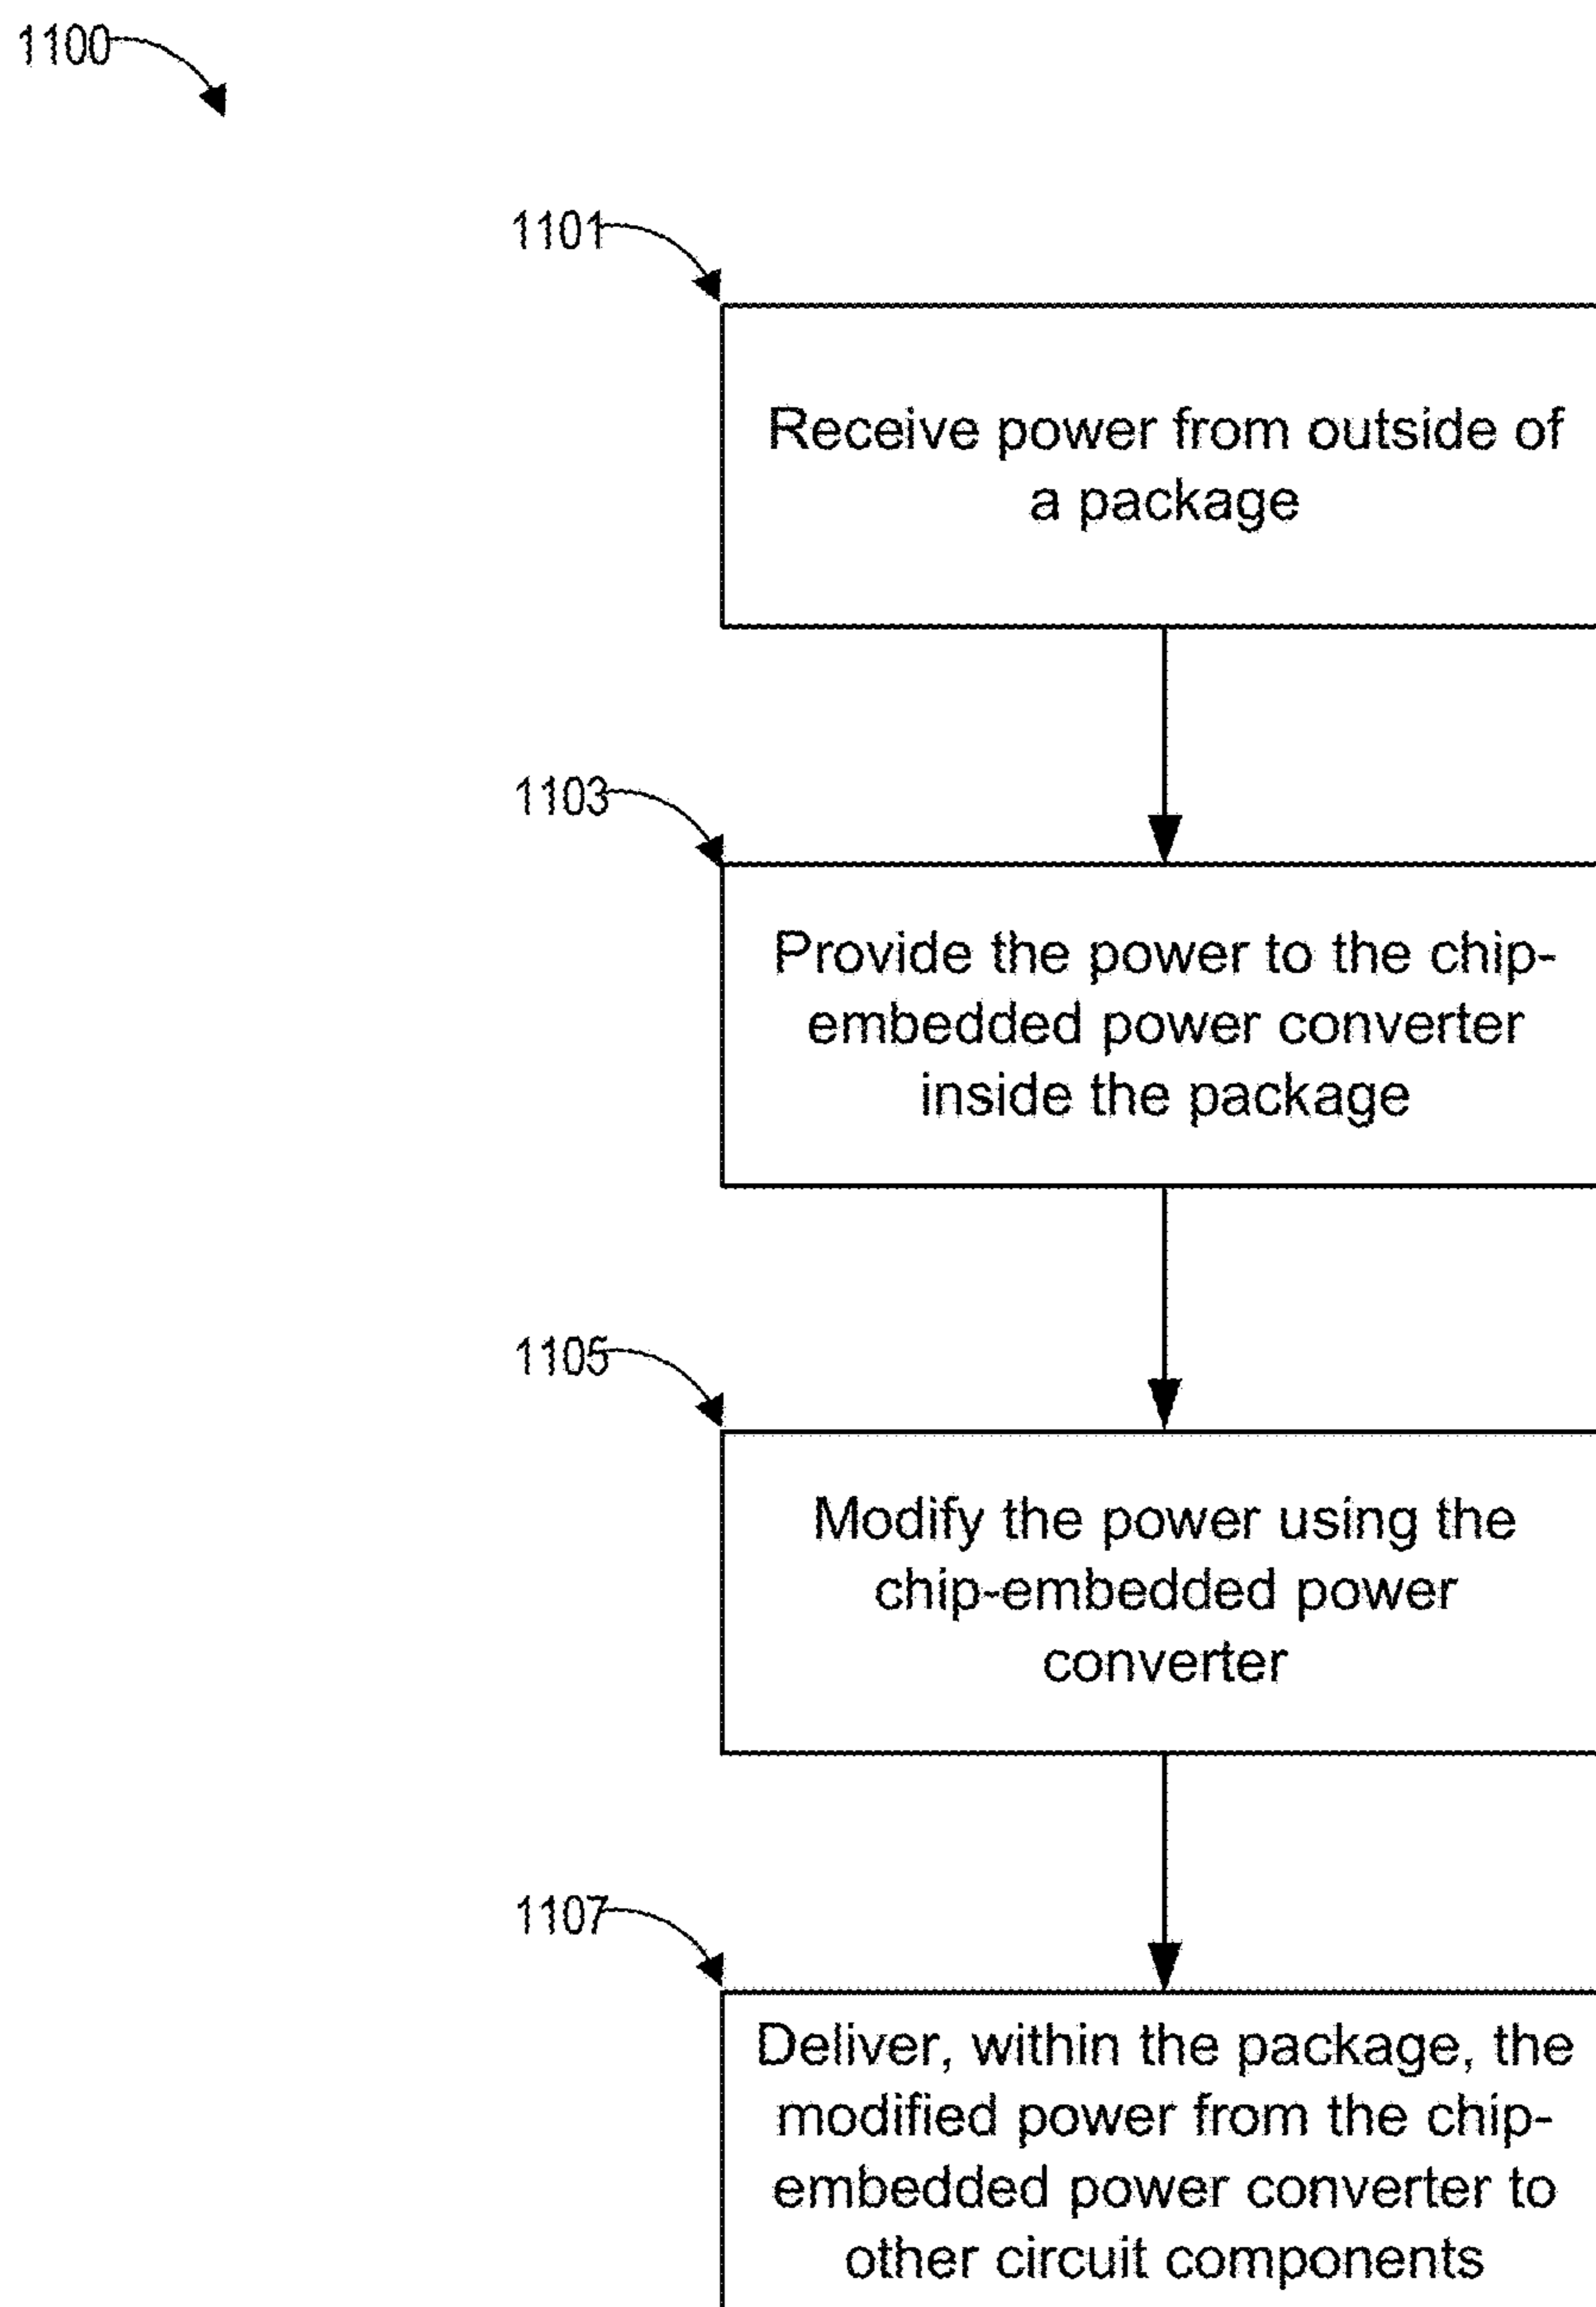 1100
1101
Receive power from outside of
a package
1103
Provide the power to the chip-
embedded power converter
inside the package
1105
Modify the power using the
chip-embedded power
converter
1107
Deliver, within the package, the
modified power from the chip-
embedded power converter to
other circuit components